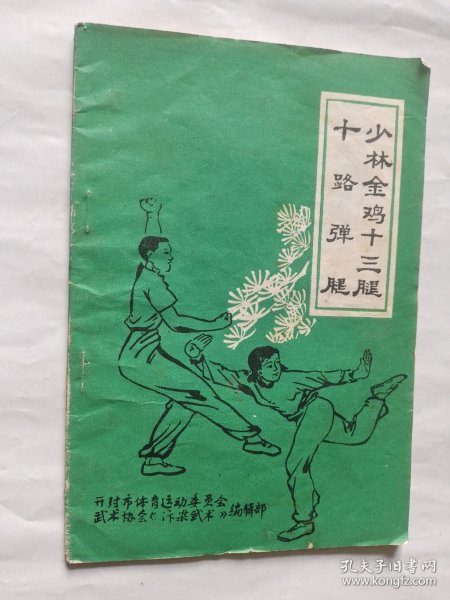 少林金鸡十三腿
十路弹腿
开封市体育运动委员会
武术协会《汴梁武术》编辑部
孔夫子旧书网
www.kongfz.com